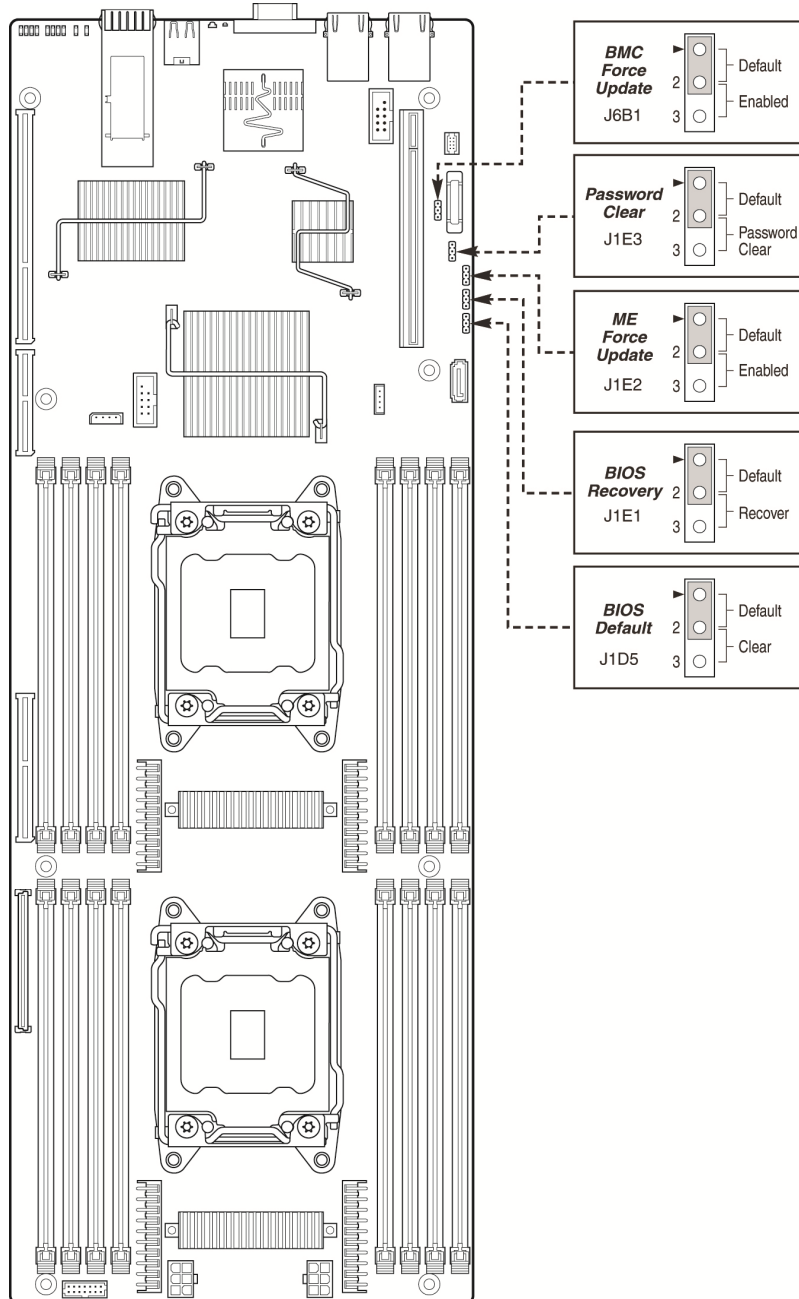 BMC
Force
Update
J6B1
2
3
Default
Enabled
Password
Clear
J1E3
2
3
Default
Password
Clear
ME
Force
Update
J1E2
2
3
Default
Enabled
BIOS
Recovery
J1E1
2
3
Default
Recover
BIOS
Default
J1D5
2
3
Default
Clear